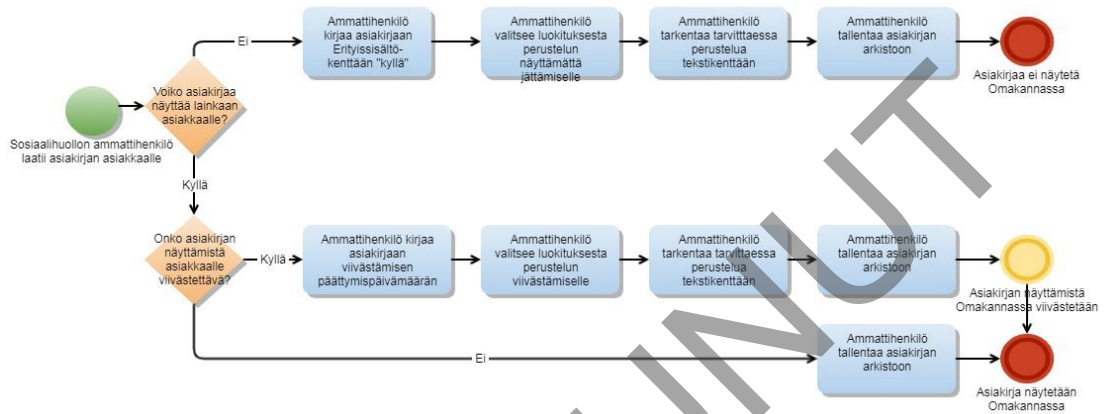 Ei
Ammattihenkilö
kirjaa asiakirjaan
Erityissisältö-
kenttään "kyllä"
Ammattihenkilö
valitsee luokituksesta
perustelun
näyttämättä
jättämiselle
Ammattihenkilö
tarkentaa tarvitttaessa
perustelua
tekstikenttään
Ammattihenkilö
tallentaa asiakirjan
arkistoon
Asiakirjaa ei näytetä
Omakannassa
Voiko asiakirjaa
näyttää lainkaan
asiakkaalle?
Sosiaalihuollon ammattihenkilö
laatii asiakirjan asiakkaalle
Kyllä
Onko asiakirjan
näyttämistä
asiakkaalle
viivästettävä?
Kyllä
Ammattihenkilö kirjaa
asiakirjaan
viivästämisen
päättymispäivämäärän
Ammattihenkilö
valitsee luokituksesta
perustelun
viivästämiselle
Ammattihenkilö
tarkentaa tarvittaessa
perustelua
tekstikenttään
Ammattihenkilö
tallentaa asiakirjan
arkistoon
Asiakirjan näyttämistä
Omakannassa viivästetään
Ei
Ammattihenkilö
tallentaa asiakirjan
arkistoon
Asiakirja näytetään
Omakannassa
INUT